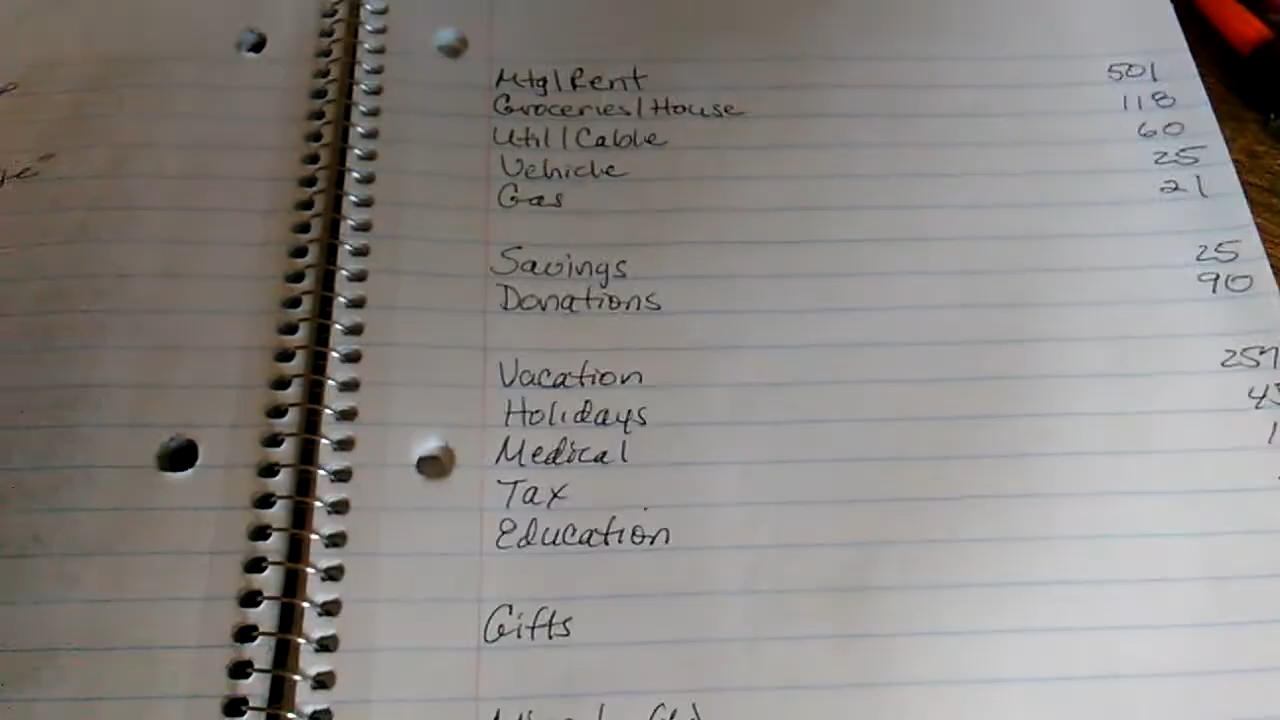 Mtg/Rent 501
Groceries/House 118
Util/Cable 60
Vehicle 25
Gas 21
Savings 25
Donations 90
Vacation 257
Holidays
Medical
Tax
Education
Gifts